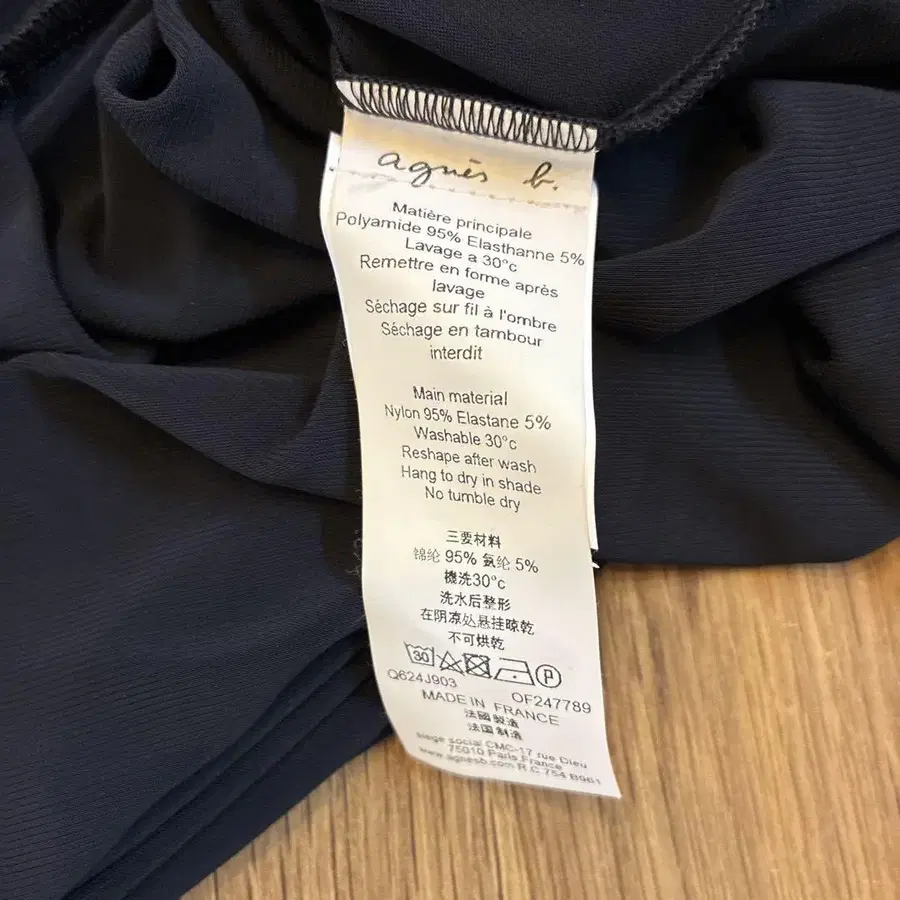 agnès b.
Matière principale
Polyamide 95% Elasthanne 5%
Lavage a 30°c
Remettre en forme après
lavage
Séchage sur fil à l'ombre
Séchage en tambour
interdit
Main material
Nylon 95% Elastane 5%
Washable 30°c
Reshape after wash
Hang to dry in shade
No tumble dry
三要材料
锦纶 95% 氨纶 5%
機洗30°c
洗水后整形
在阴凉处悬挂晾乾
不可烘乾
30 P
Q624J903 OF247789
MADE IN FRANCE
法國製造
法国制造
siege social CMC-17 rue Dieu
75010 Paris France
www.agnesb.com R.C 754 B961